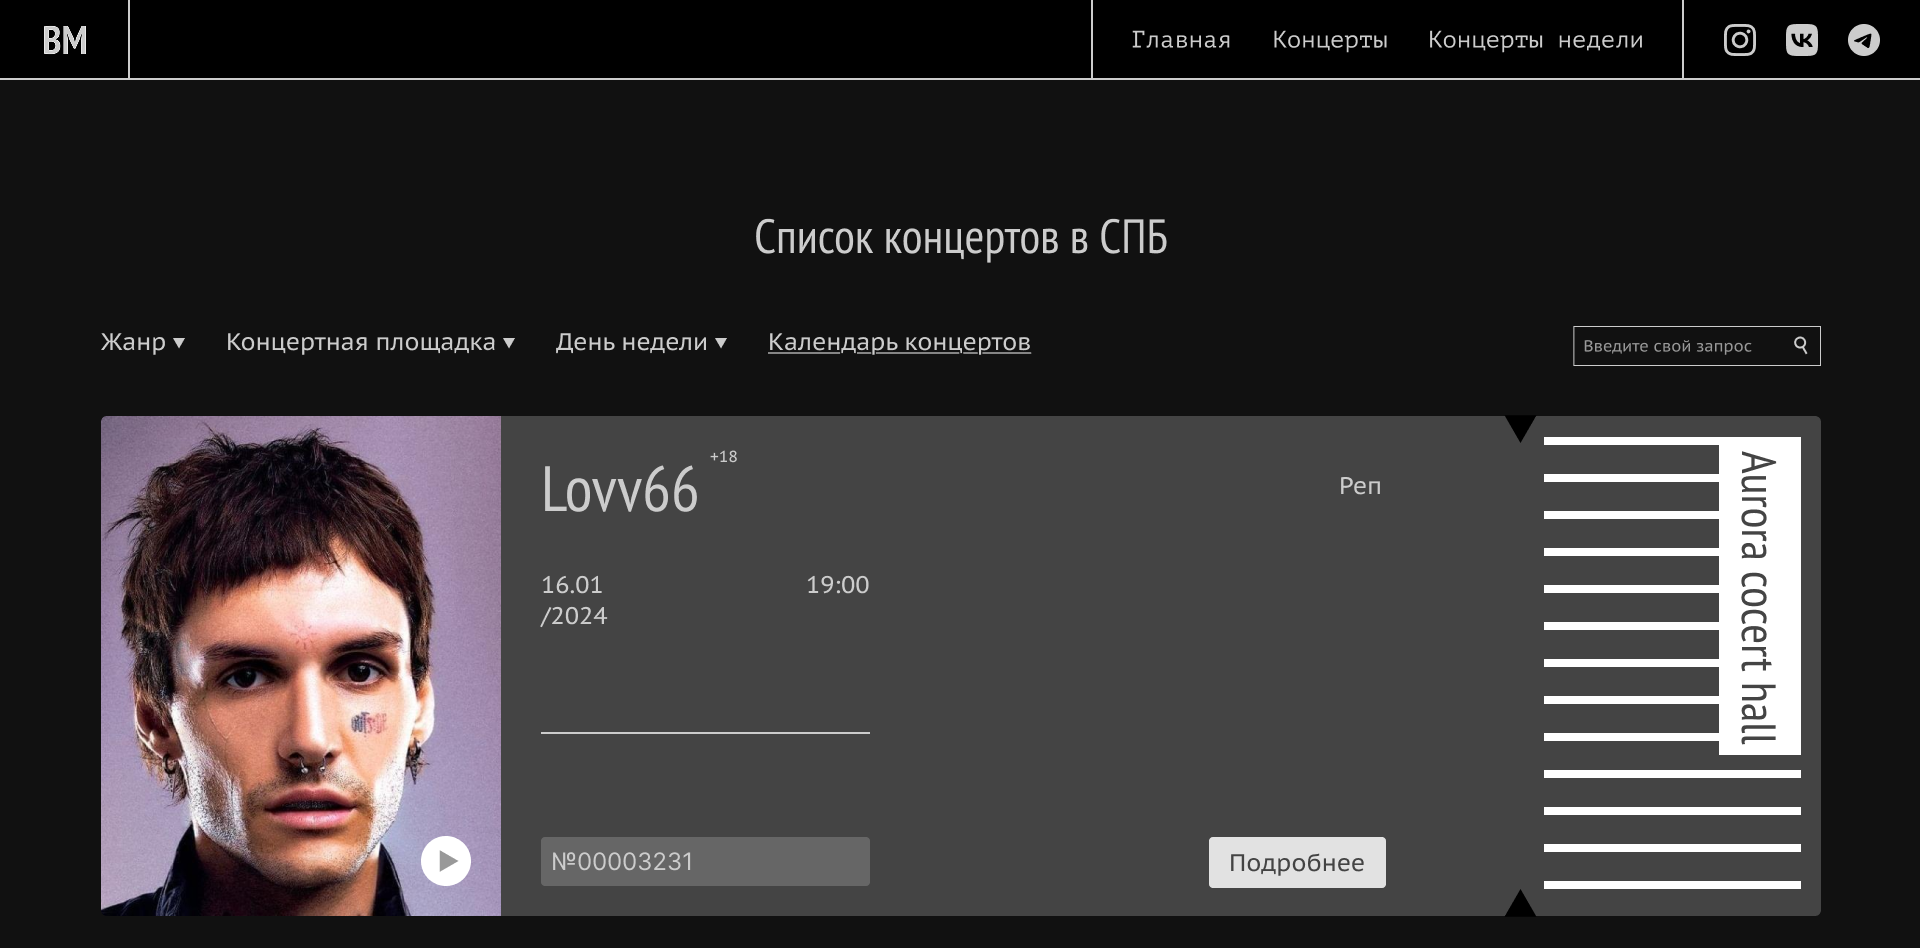 BM
Главная
Концерты
Концерты недели
Список концертов в СПБ
Жанр
Концертная площадка
День недели
Календарь концертов
Введите свой запрос
Lovv66
+18
Реп
16.01
/2024
19:00
№00003231
Подробнее
Aurora cocert hall